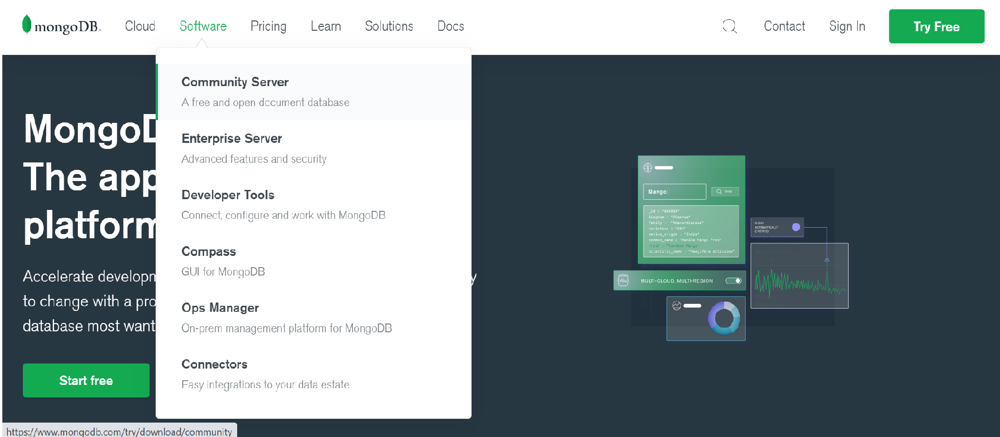 mongoDB
Cloud
Software
Pricing
Learn
Solutions
Docs
Contact
Sign In
Try Free
Community Server
A free and open document database
Enterprise Server
Advanced features and security
Developer Tools
Connect, configure and work with MongoDB
Compass
GUI for MongoDB
Ops Manager
On-prem management platform for MongoDB
Connectors
Easy integrations to your data estate
MongoD
The app
platform
Accelerate developm
y
to change with a pro
database most want
Start free
Mango
FIND
_id : "056092"
kingdom : "Plantae"
family : "Anacardiaceae"
varieties : "382"
native_origin : "India"
common_name : "Manila Mango Tree"
fruit : "Carabao Mango"
scientific_name : "Mangifera altissima"
INDEX
AUTOMATICALLY
CREATED
MULTI-CLOUD, MULTI-REGION
https://www.mongodb.com/try/download/community